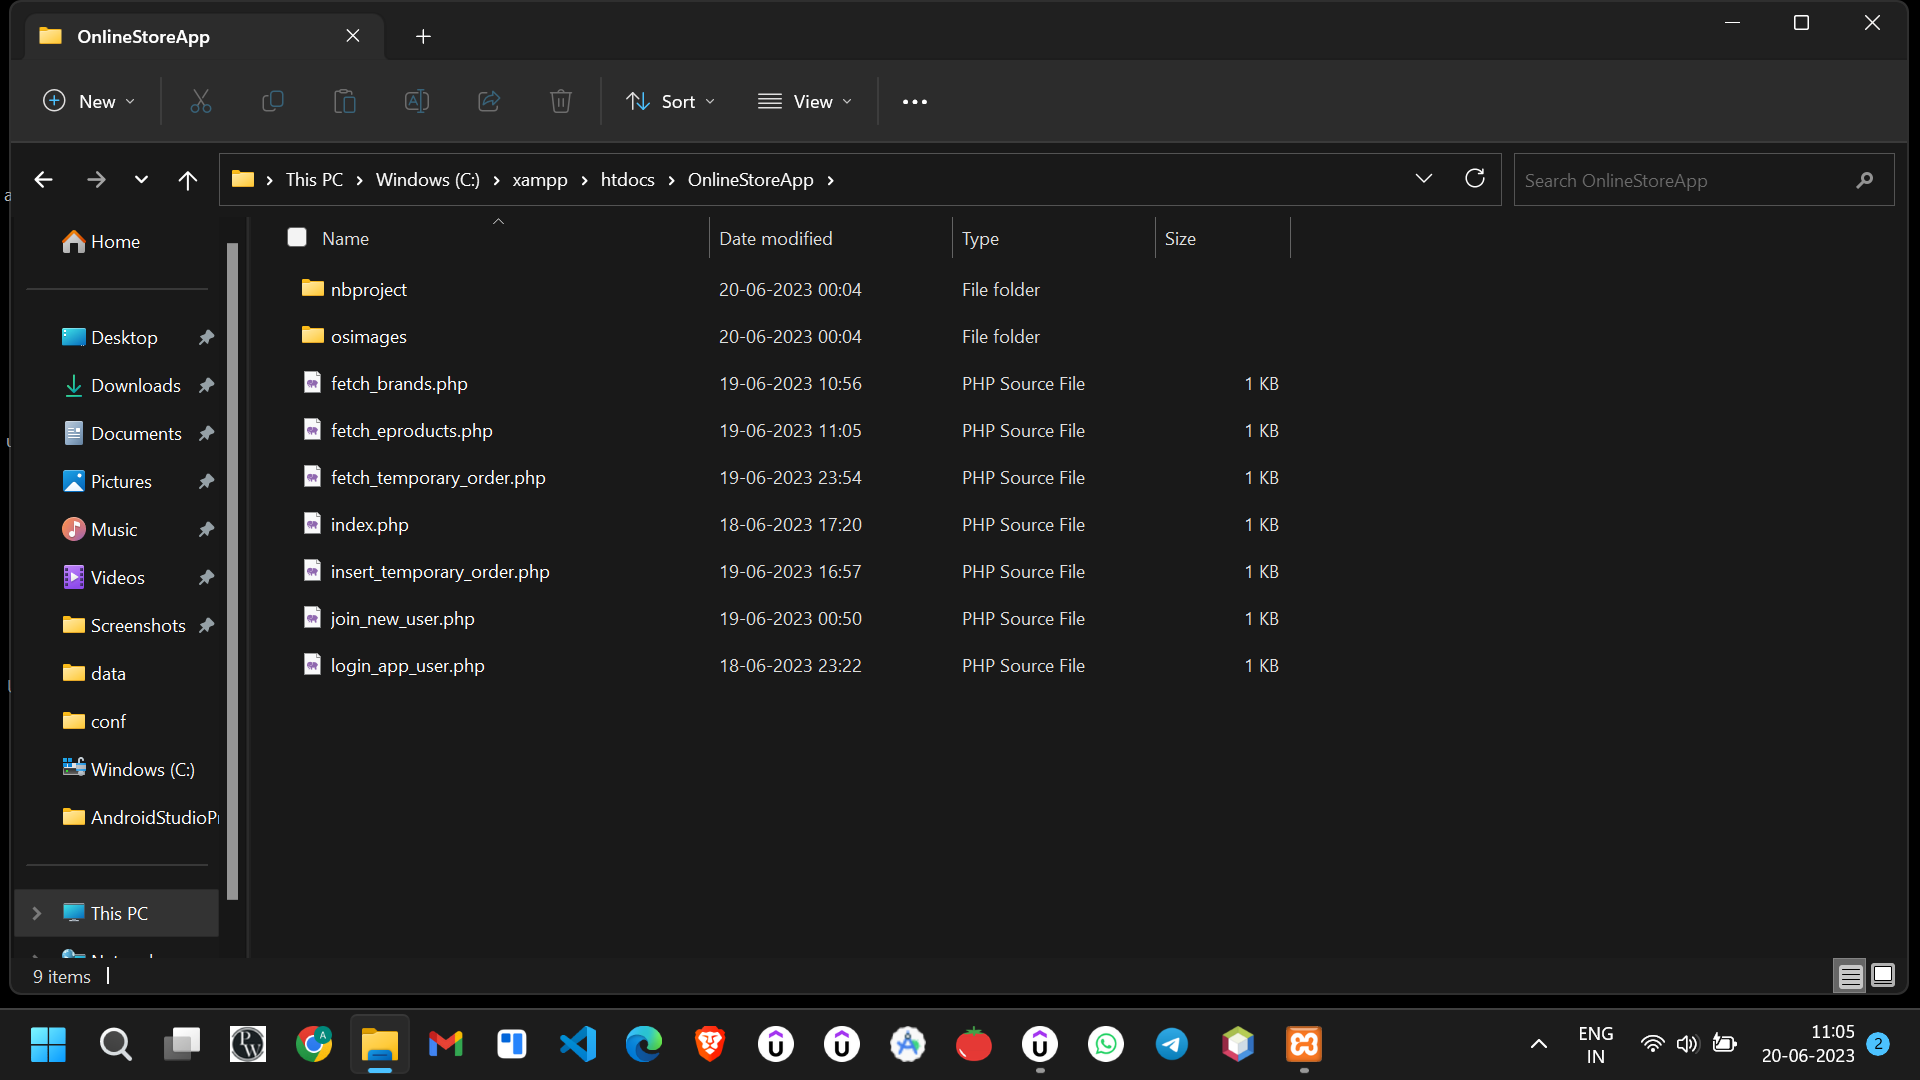 OnlineStoreApp
New
Sort
View
This PC
Windows (C:)
xampp
htdocs
OnlineStoreApp
Search OnlineStoreApp
Home
Desktop
Downloads
Documents
Pictures
Music
Videos
Screenshots
data
conf
Windows (C:)
AndroidStudioPr
This PC
Name Date modified Type Size
nbproject 20-06-2023 00:04 File folder
osimages 20-06-2023 00:04 File folder
fetch_brands.php 19-06-2023 10:56 PHP Source File 1 KB
fetch_eproducts.php 19-06-2023 11:05 PHP Source File 1 KB
fetch_temporary_order.php 19-06-2023 23:54 PHP Source File 1 KB
index.php 18-06-2023 17:20 PHP Source File 1 KB
insert_temporary_order.php 19-06-2023 16:57 PHP Source File 1 KB
join_new_user.php 19-06-2023 00:50 PHP Source File 1 KB
login_app_user.php 18-06-2023 23:22 PHP Source File 1 KB
9 items
ENG
IN
11:05
20-06-2023
2